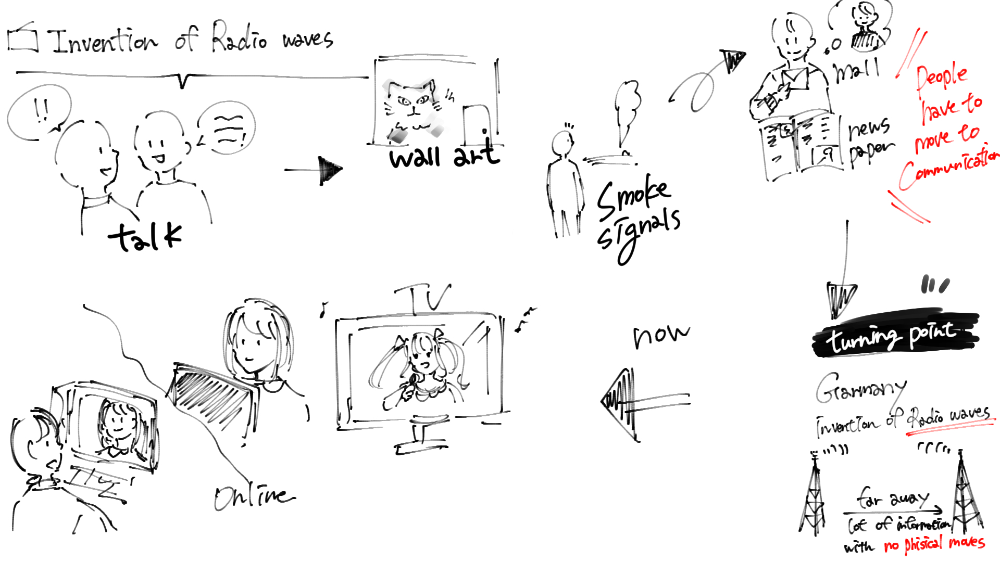 Invention of Radio waves
!!
!
talk
wall art
Smoke
signals
mail
news
paper
People
have to
move to
Communication
turning point
Giarmany
invention of Radio waves
far away
lot of information
with no phisical moves
now
TV
Online